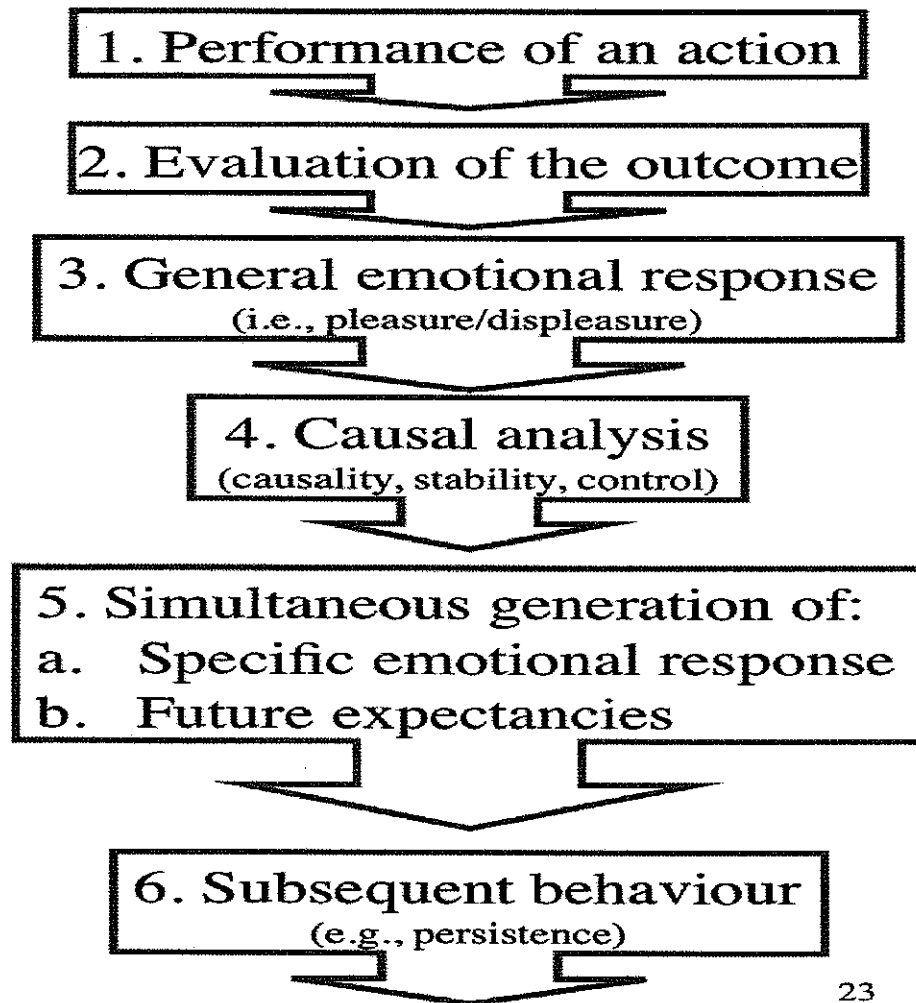 1. Performance of an action
2. Evaluation of the outcome
3. General emotional response
(i.e., pleasure/displeasure)
4. Causal analysis
(causality, stability, control)
5. Simultaneous generation of:
a. Specific emotional response
b. Future expectancies
6. Subsequent behaviour
(e.g., persistence)
23